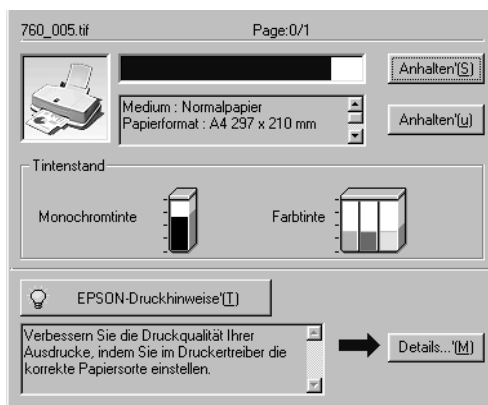 760_005.tif Page:0/1
Anhalten'(S)
Medium : Normalpapier
Papierformat : A4 297 x 210 mm
Anhalten'(u)
Tintenstand
Monochromtinte Farbtinte
EPSON-Druckhinweise'(T)
Verbessern Sie die Druckqualität Ihrer
Ausdrucke, indem Sie im Druckertreiber die
korrekte Papiersorte einstellen.
Details...'(M)